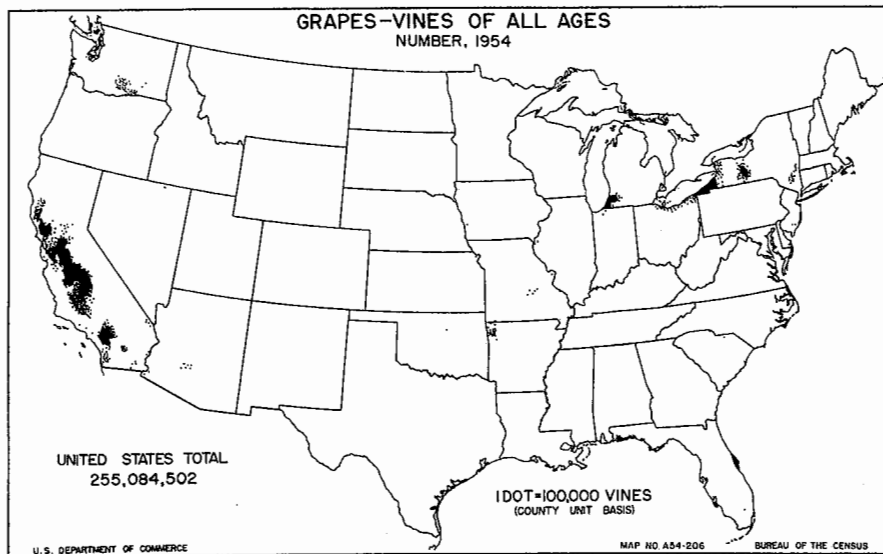 GRAPES-VINES OF ALL AGES
NUMBER, 1954
UNITED STATES TOTAL
255,084,502
1 DOT=100,000 VINES
(COUNTY UNIT BASIS)
U.S. DEPARTMENT OF COMMERCE
MAP NO. A54-206
BUREAU OF THE CENSUS